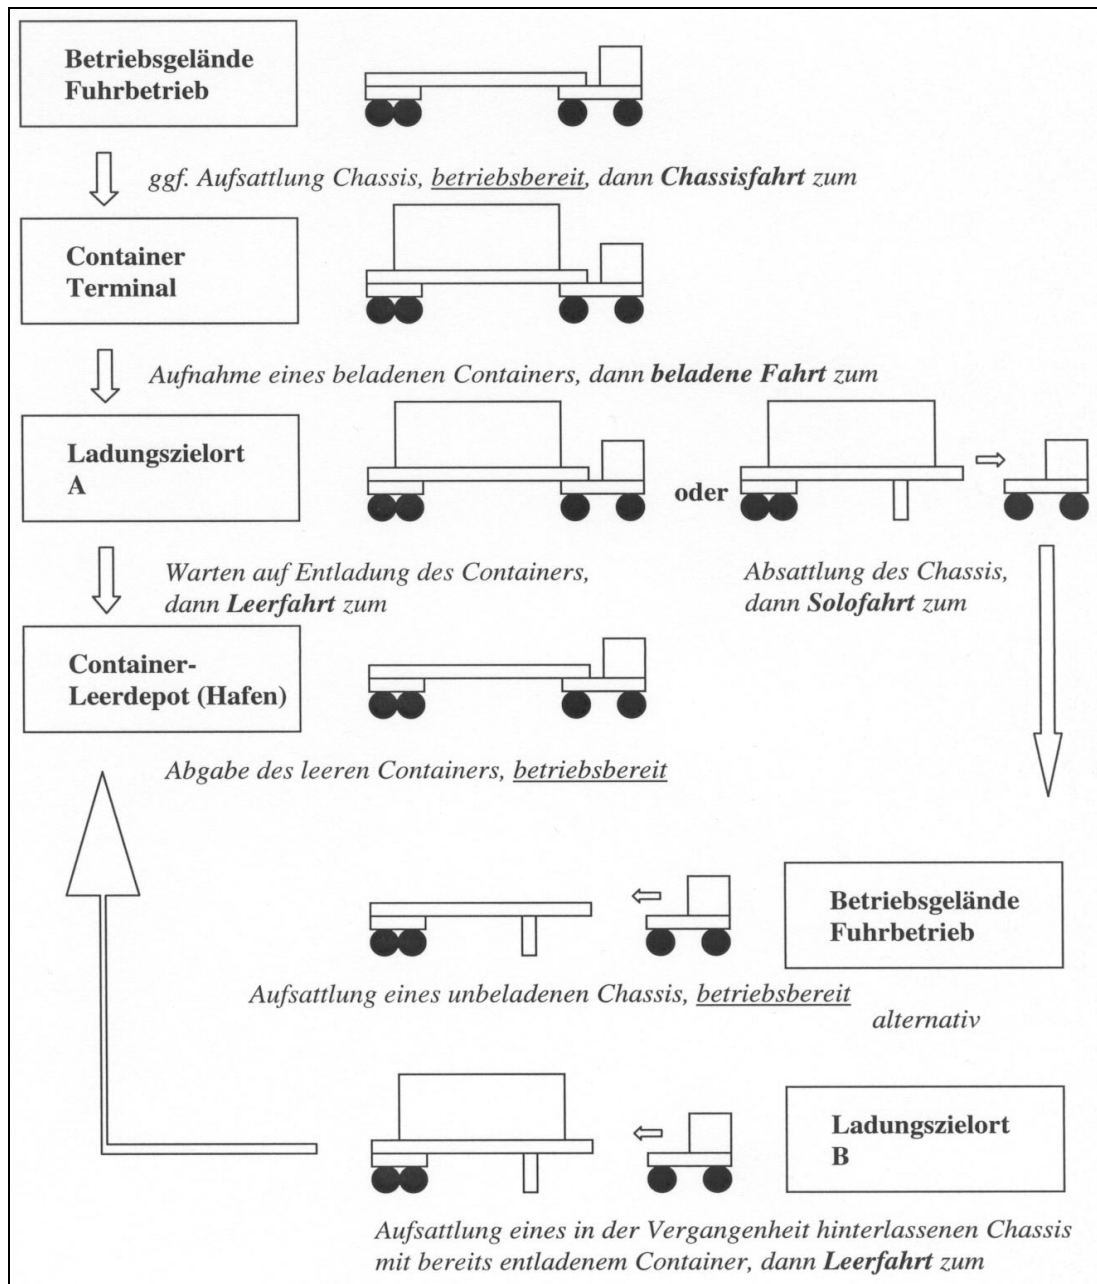 Betriebsgelände
Fuhrbetrieb
ggf. Aufsattlung Chassis, betriebsbereit, dann Chassisfahrt zum
Container
Terminal
Aufnahme eines beladenen Containers, dann beladene Fahrt zum
Ladungszielort
A
oder
Warten auf Entladung des Containers,
dann Leerfahrt zum
Absattlung des Chassis,
dann Solofahrt zum
Container-
Leerdepot (Hafen)
Abgabe des leeren Containers, betriebsbereit
Betriebsgelände
Fuhrbetrieb
Aufsattlung eines unbeladenen Chassis, betriebsbereit
alternativ
Ladungszielort
B
Aufsattlung eines in der Vergangenheit hinterlassenen Chassis
mit bereits entladenem Container, dann Leerfahrt zum